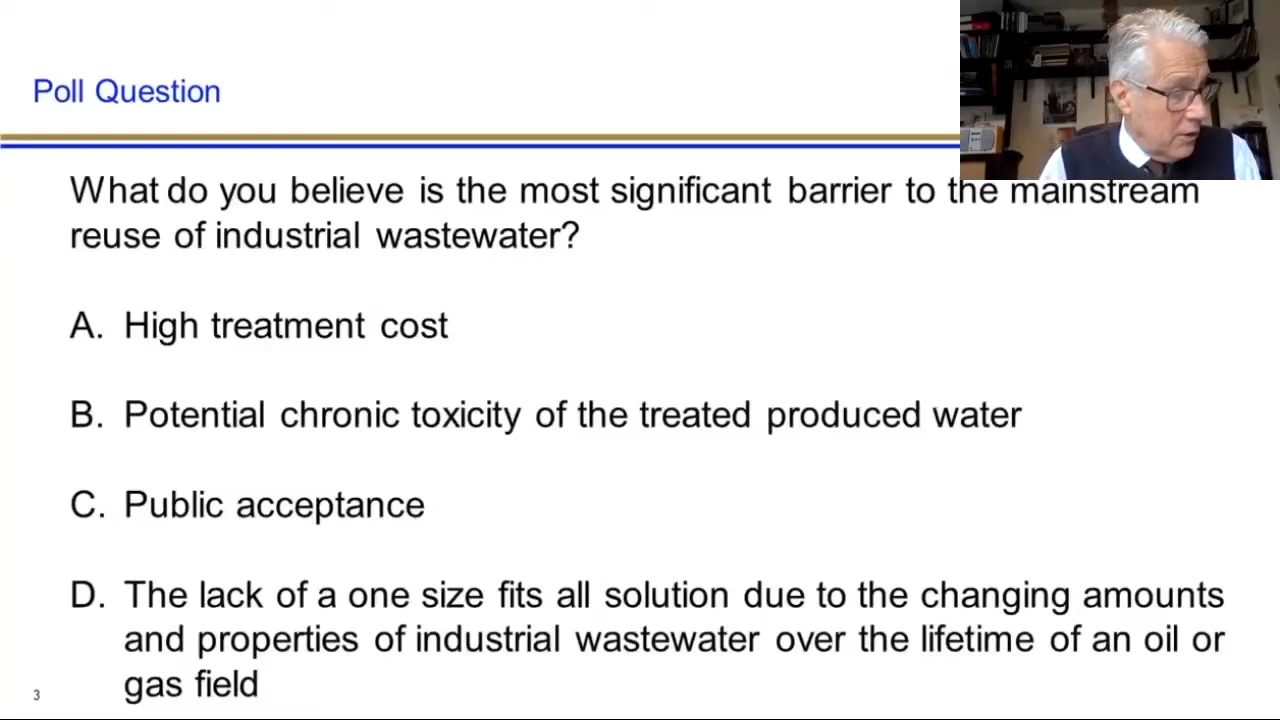 Poll Question
What do you believe is the most significant barrier to the mainstream
reuse of industrial wastewater?
A. High treatment cost
B. Potential chronic toxicity of the treated produced water
C. Public acceptance
D. The lack of a one size fits all solution due to the changing amounts
and properties of industrial wastewater over the lifetime of an oil or
gas field
3